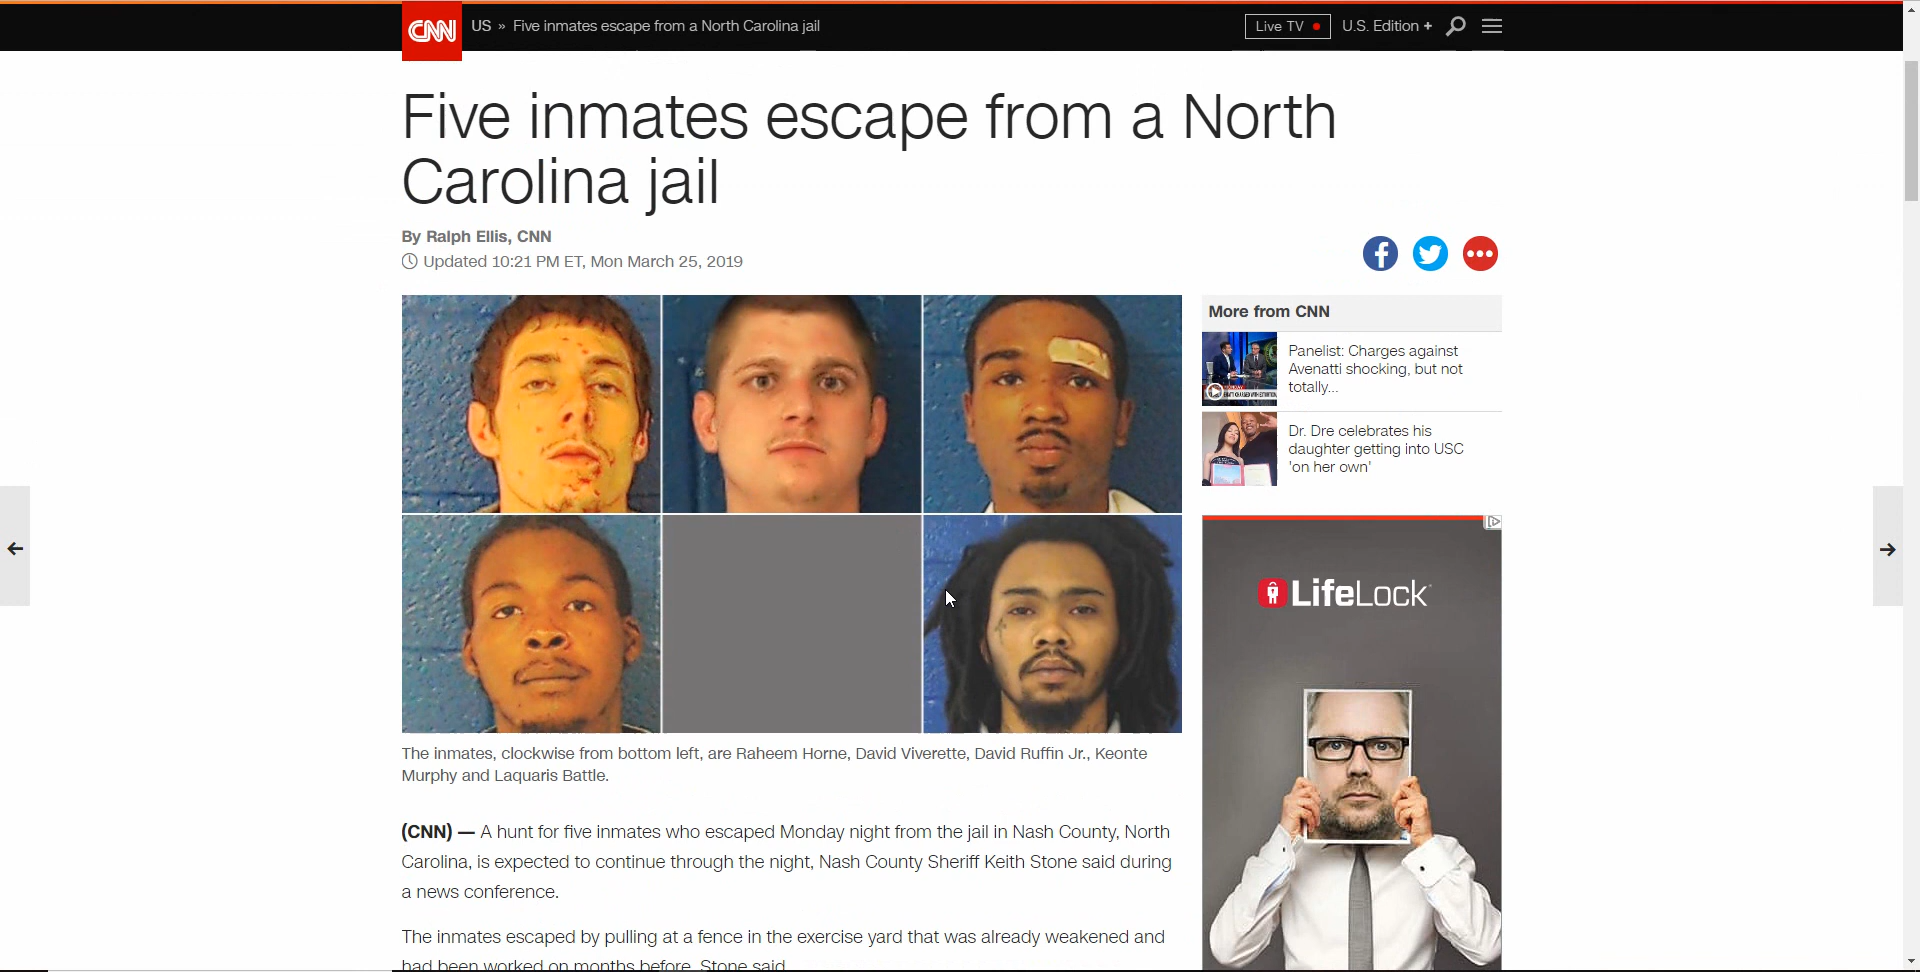 CNN
US » Five inmates escape from a North Carolina jail
Live TV
U.S. Edition +
Five inmates escape from a North
Carolina jail
By Ralph Ellis, CNN
Updated 10:21 PM ET, Mon March 25, 2019
More from CNN
Panelist: Charges against
Avenatti shocking, but not
totally...
Dr. Dre celebrates his
daughter getting into USC
'on her own'
LifeLock
The inmates, clockwise from bottom left, are Raheem Horne, David Viverette, David Ruffin Jr., Keonte
Murphy and Laquaris Battle.
(CNN) — A hunt for five inmates who escaped Monday night from the jail in Nash County, North
Carolina, is expected to continue through the night, Nash County Sheriff Keith Stone said during
a news conference.
The inmates escaped by pulling at a fence in the exercise yard that was already weakened and
had been worked on months before, Stone said.